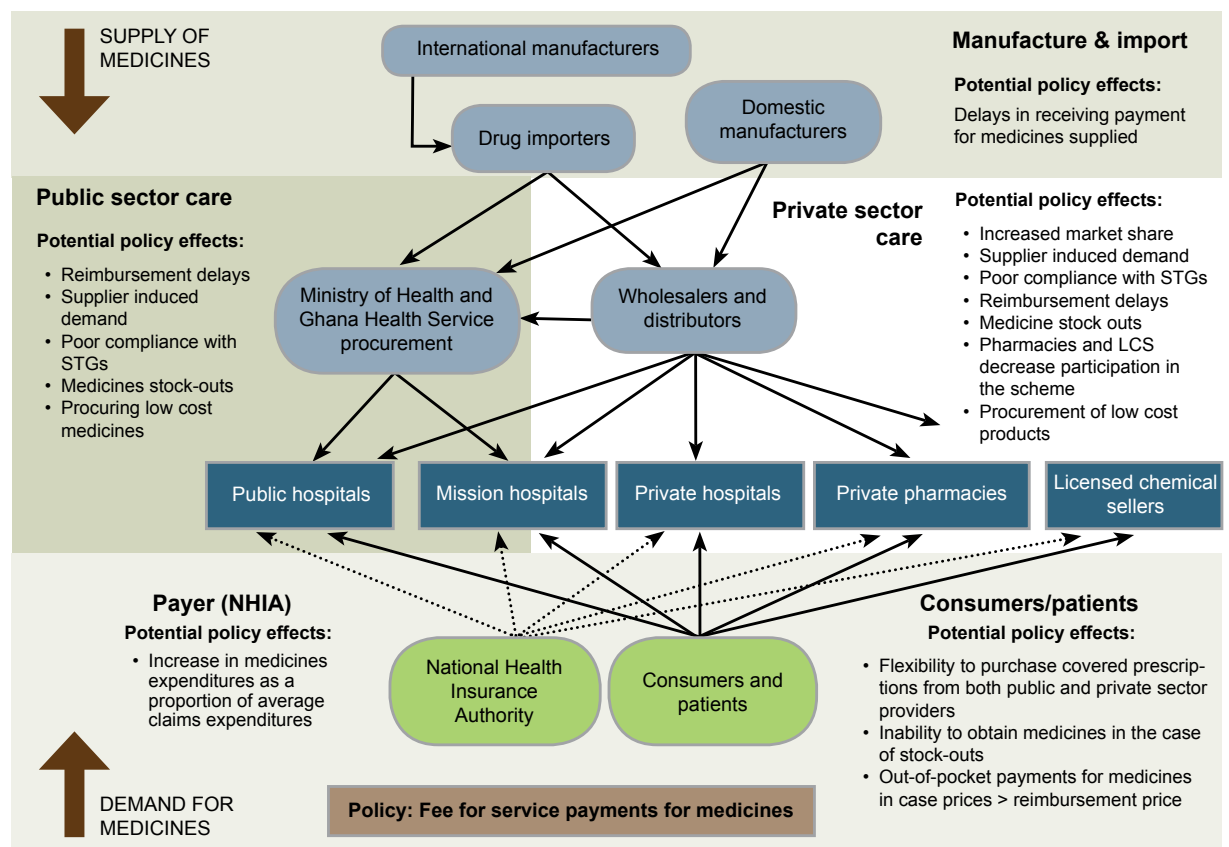 SUPPLY OF
MEDICINES
International manufacturers
Manufacture & import
Potential policy effects:
Delays in receiving payment
for medicines supplied
Drug importers
Domestic
manufacturers
Public sector care
Potential policy effects:
• Reimbursement delays
• Supplier induced
demand
• Poor compliance with
STGs
• Medicines stock-outs
• Procuring low cost
medicines
Ministry of Health and
Ghana Health Service
procurement
Wholesalers and
distributors
Private sector
care
Potential policy effects:
• Increased market share
• Supplier induced demand
• Poor compliance with STGs
• Reimbursement delays
• Medicine stock outs
• Pharmacies and LCS
decrease participation in
the scheme
• Procurement of low cost
products
Public hospitals
Mission hospitals
Private hospitals
Private pharmacies
Licensed chemical
sellers
Payer (NHIA)
Potential policy effects:
• Increase in medicines
expenditures as a
proportion of average
claims expenditures
National Health
Insurance
Authority
Consumers and
patients
Consumers/patients
Potential policy effects:
• Flexibility to purchase covered prescrip-
tions from both public and private sector
providers
• Inability to obtain medicines in the case
of stock-outs
• Out-of-pocket payments for medicines
in case prices > reimbursement price
DEMAND FOR
MEDICINES
Policy: Fee for service payments for medicines